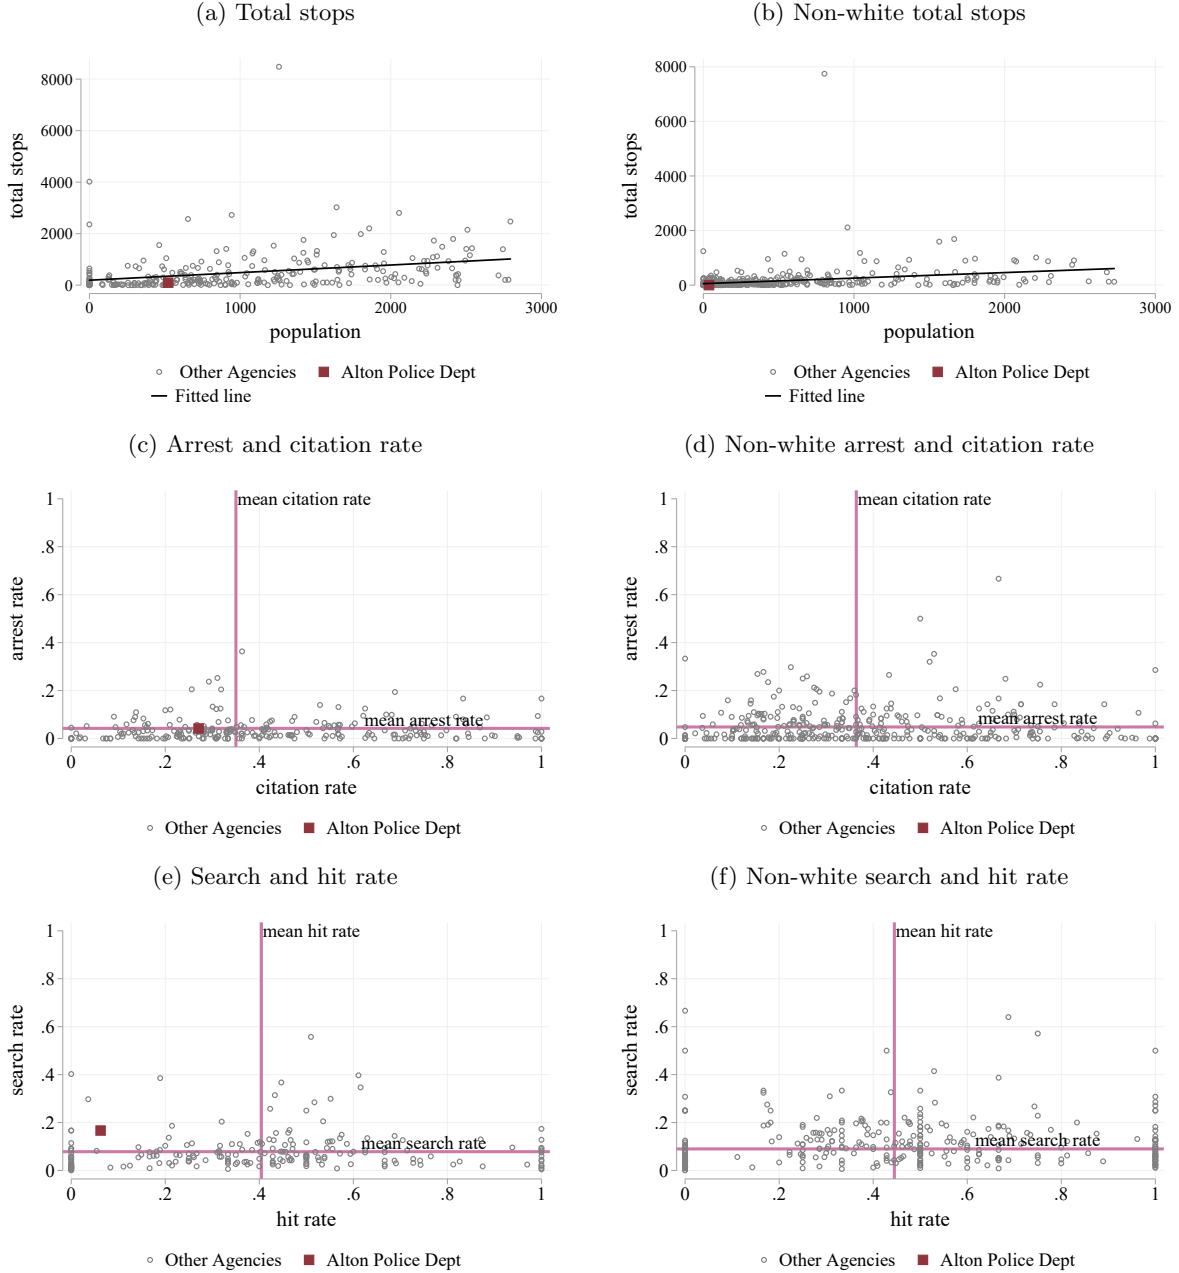 (a) Total stops
(b) Non-white total stops
8000
6000
4000
2000
0
total stops
0 1000 2000 3000
population
Other Agencies Alton Police Dept
Fitted line
8000
6000
4000
2000
0
total stops
0 1000 2000 3000
population
Other Agencies Alton Police Dept
Fitted line
(c) Arrest and citation rate
(d) Non-white arrest and citation rate
1
.8
.6
.4
.2
0
arrest rate
mean citation rate
mean arrest rate
0 .2 .4 .6 .8 1
citation rate
Other Agencies Alton Police Dept
1
.8
.6
.4
.2
0
arrest rate
mean citation rate
mean arrest rate
0 .2 .4 .6 .8 1
citation rate
Other Agencies Alton Police Dept
(e) Search and hit rate
(f) Non-white search and hit rate
1
.8
.6
.4
.2
0
search rate
mean hit rate
mean search rate
0 .2 .4 .6 .8 1
hit rate
Other Agencies Alton Police Dept
1
.8
.6
.4
.2
0
search rate
mean hit rate
mean search rate
0 .2 .4 .6 .8 1
hit rate
Other Agencies Alton Police Dept